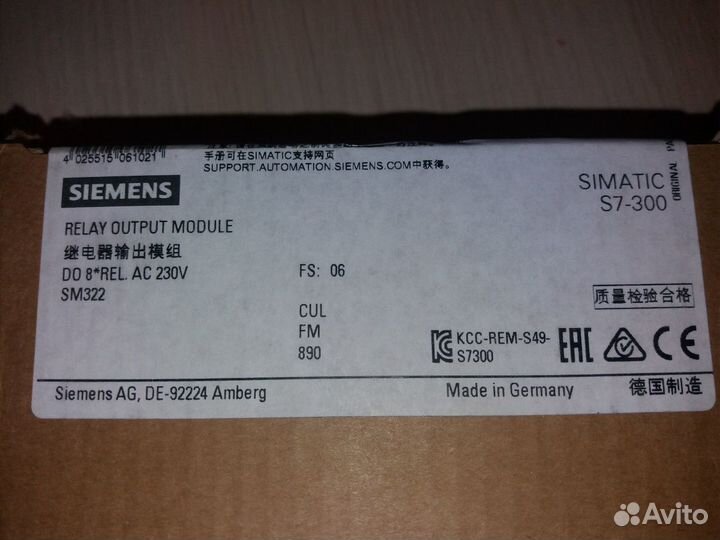 4 025515 061021
手册可在SIMATIC支持网页
SUPPORT.AUTOMATION.SIEMENS.COM中获得。
SIEMENS
SIMATIC
S7-300
ORIGINAL
RELAY OUTPUT MODULE
继电器输出模组
DO 8*REL. AC 230V
FS: 06
SM322
CUL
FM
890
质量检验合格
KCC-REM-S49-
S7300
EAC
CE
Siemens AG, DE-92224 Amberg
Made in Germany
德国制造
Avito